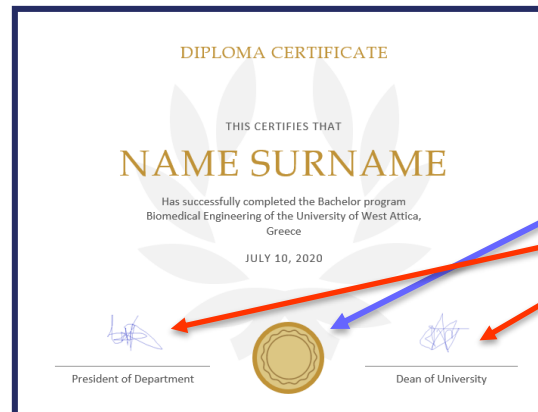 DIPLOMA CERTIFICATE
THIS CERTIFIES THAT
NAME SURNAME
Has successfully completed the Bachelor program
Biomedical Engineering of the University of West Attica,
Greece
JULY 10, 2020
President of Department
Dean of University